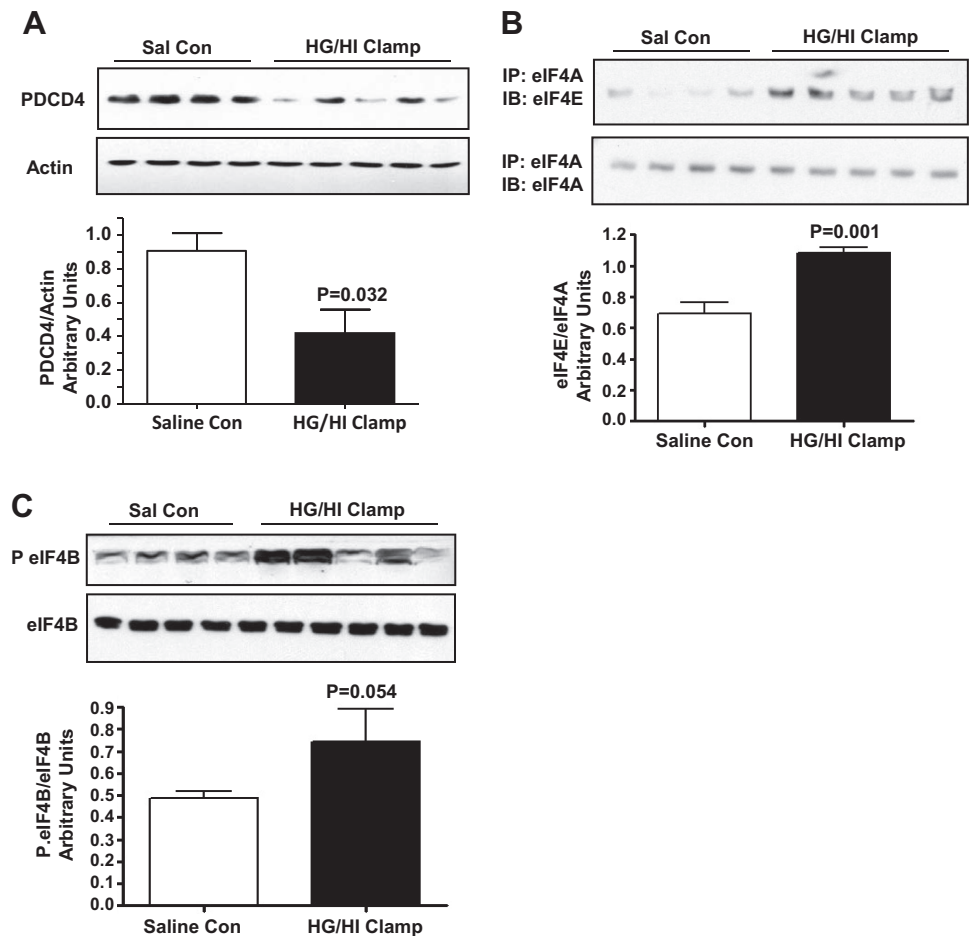 A
Sal Con HG/HI Clamp
PDCD4
Actin
1.0
0.8
0.6
0.4
0.2
0.0
PDCD4/Actin
Arbitrary Units
P=0.032
Saline Con HG/HI Clamp
B
Sal Con HG/HI Clamp
IP: eIF4A
IB: eIF4E
IP: eIF4A
IB: eIF4A
1.2
1.0
0.8
0.6
0.4
0.2
0.0
eIF4E/eIF4A
Arbitrary Units
P=0.001
Saline Con HG/HI Clamp
C
Sal Con HG/HI Clamp
P eIF4B
eIF4B
0.9
0.8
0.7
0.6
0.5
0.4
0.3
0.2
0.1
0.0
P.eIF4B/eIF4B
Arbitrary Units
P=0.054
Saline Con HG/HI Clamp